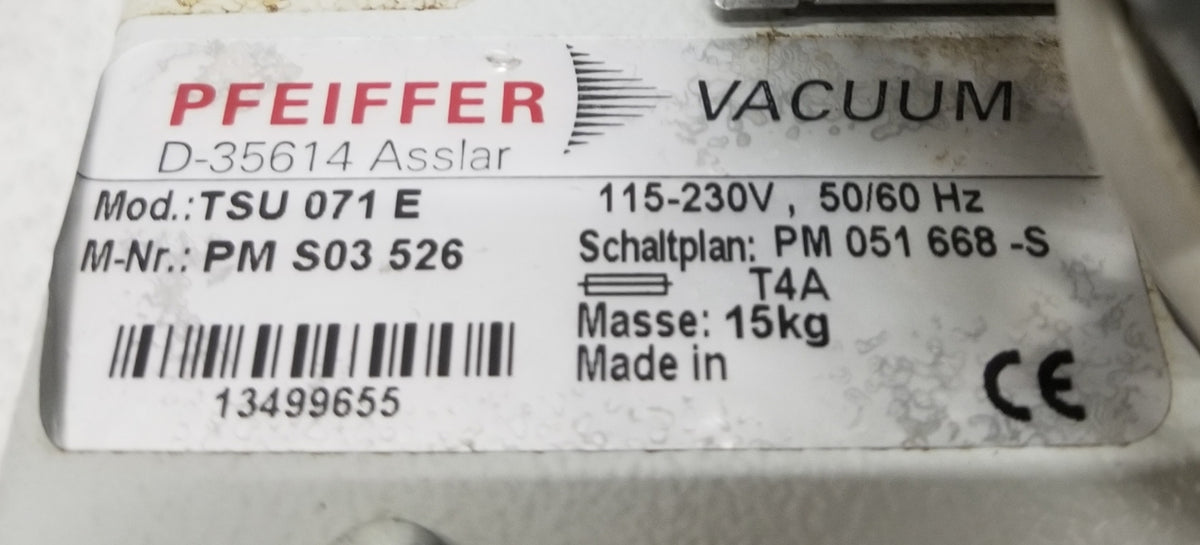 PFEIFFER VACUUM
D-35614 Asslar
Mod.: TSU 071 E
M-Nr.: PM S03 526
13499655
115-230V, 50/60 Hz
Schaltplan: PM 051 668 -S
T4A
Masse: 15kg
Made in
CE